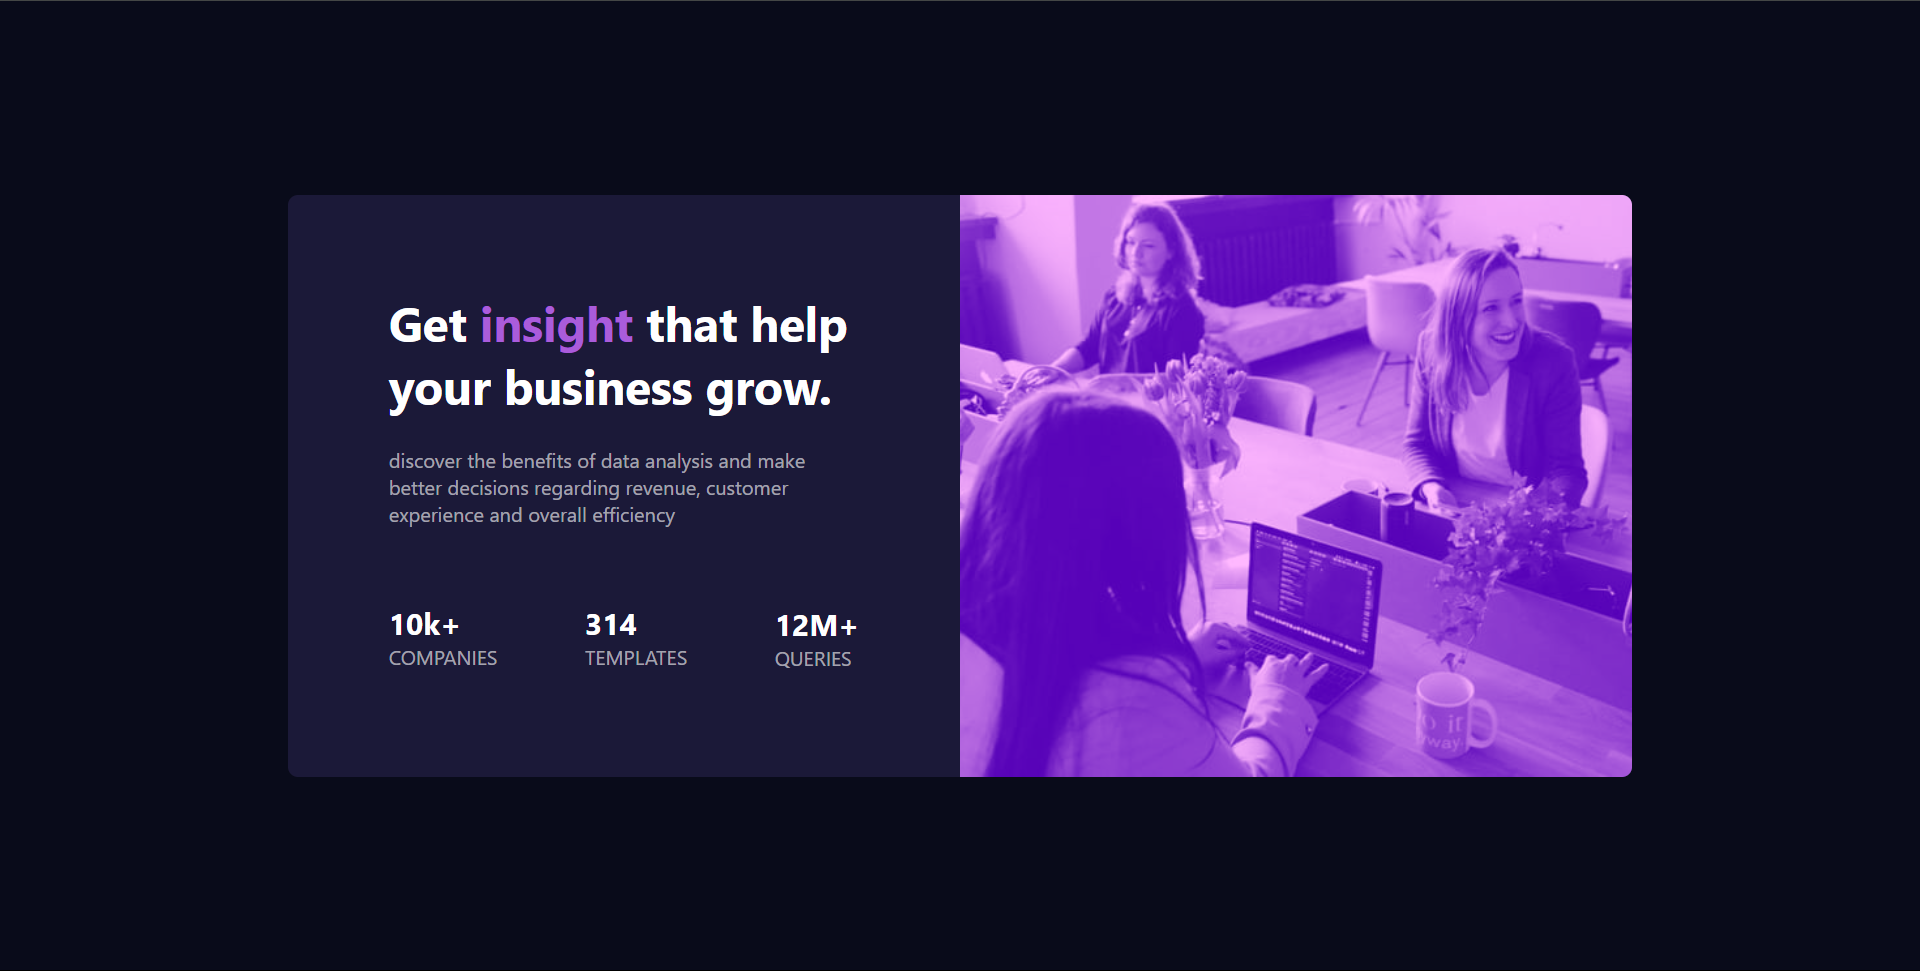 Get insight that help
your business grow.
discover the benefits of data analysis and make
better decisions regarding revenue, customer
experience and overall efficiency
10k+
314
12M+
COMPANIES
TEMPLATES
QUERIES